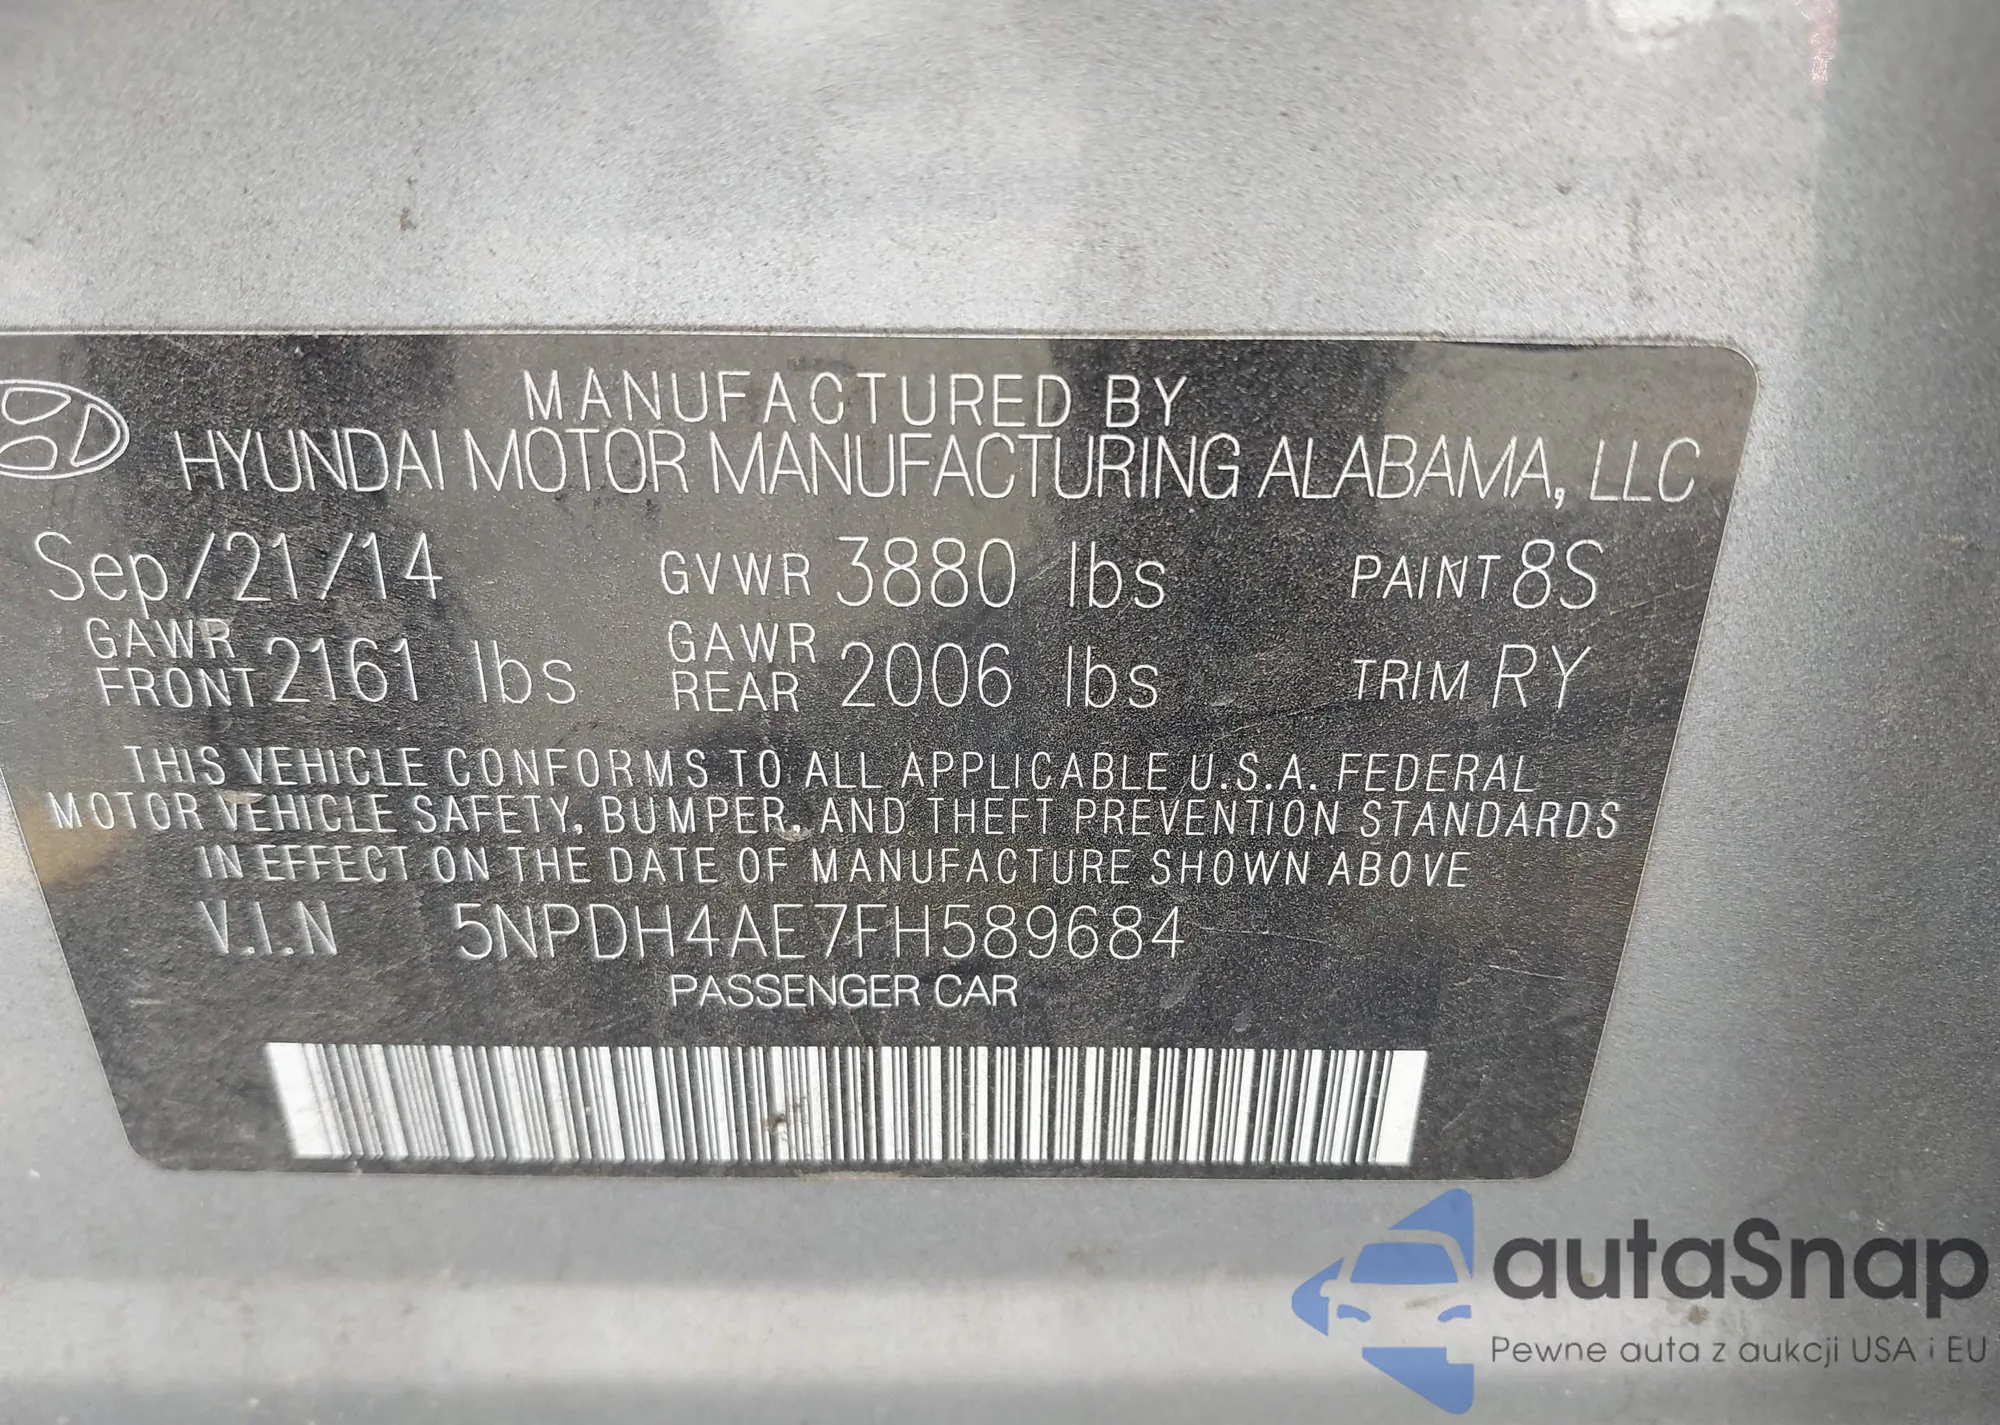 MANUFACTURED BY
HYUNDAI MOTOR MANUFACTURING ALABAMA, LLC
Sep/21/14 GVWR 3880 lbs PAINT 8S
GAWR FRONT 2161 lbs GAWR REAR 2006 lbs TRIM RY
THIS VEHICLE CONFORMS TO ALL APPLICABLE U.S.A. FEDERAL
MOTOR VEHICLE SAFETY, BUMPER, AND THEFT PREVENTION STANDARDS
IN EFFECT ON THE DATE OF MANUFACTURE SHOWN ABOVE
V.I.N 5NPDH4AE7FH589684
PASSENGER CAR
autaSnap
Pewne auta z aukcji USA i EU